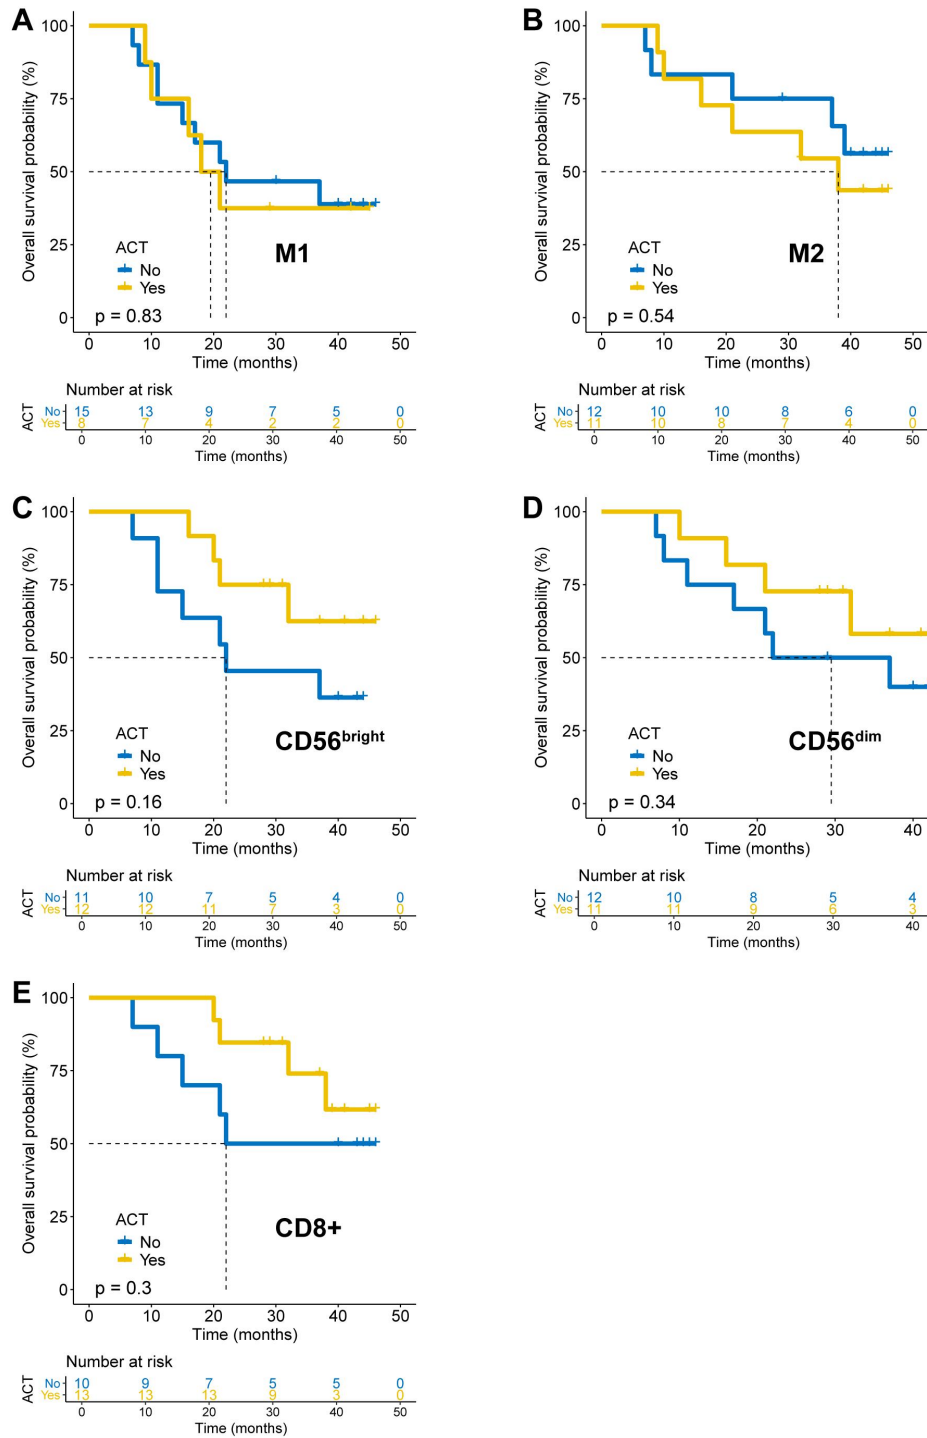 A
Overall survival probability (%)
100
75
50
25
0
ACT
No
Yes
M1
p = 0.83
0 10 20 30 40 50
Time (months)
Number at risk
ACT
No 15 13 9 7 5 0
Yes 8 7 4 2 2 0
0 10 20 30 40 50
Time (months)
B
Overall survival probability (%)
100
75
50
25
0
ACT
No
Yes
M2
p = 0.54
0 10 20 30 40 50
Time (months)
Number at risk
ACT
No 12 10 10 8 6 0
Yes 11 10 8 7 4 0
0 10 20 30 40 50
Time (months)
C
Overall survival probability (%)
100
75
50
25
0
ACT
No
Yes
CD56bright
p = 0.16
0 10 20 30 40 50
Time (months)
Number at risk
ACT
No 11 10 7 5 4 0
Yes 12 12 11 7 3 0
0 10 20 30 40 50
Time (months)
D
Overall survival probability (%)
100
75
50
25
0
ACT
No
Yes
CD56dim
p = 0.34
0 10 20 30 40
Time (months)
Number at risk
ACT
No 12 10 8 5 4
Yes 11 11 9 6 3
0 10 20 30 40
Time (months)
E
Overall survival probability (%)
100
75
50
25
0
ACT
No
Yes
CD8+
p = 0.3
0 10 20 30 40 50
Time (months)
Number at risk
ACT
No 10 9 7 5 5 0
Yes 13 13 13 9 3 0
0 10 20 30 40 50
Time (months)